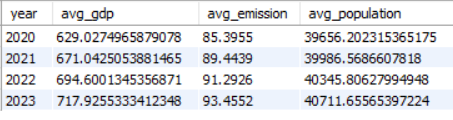 year avg_gdp avg_emission avg_population
2020 629.0274965879078 85.3955 39656.202315365175
2021 671.0425053881465 89.4439 39986.5686607818
2022 694.6001345356871 91.2926 40345.80627994948
2023 717.9255333412348 93.4552 40711.65565397224